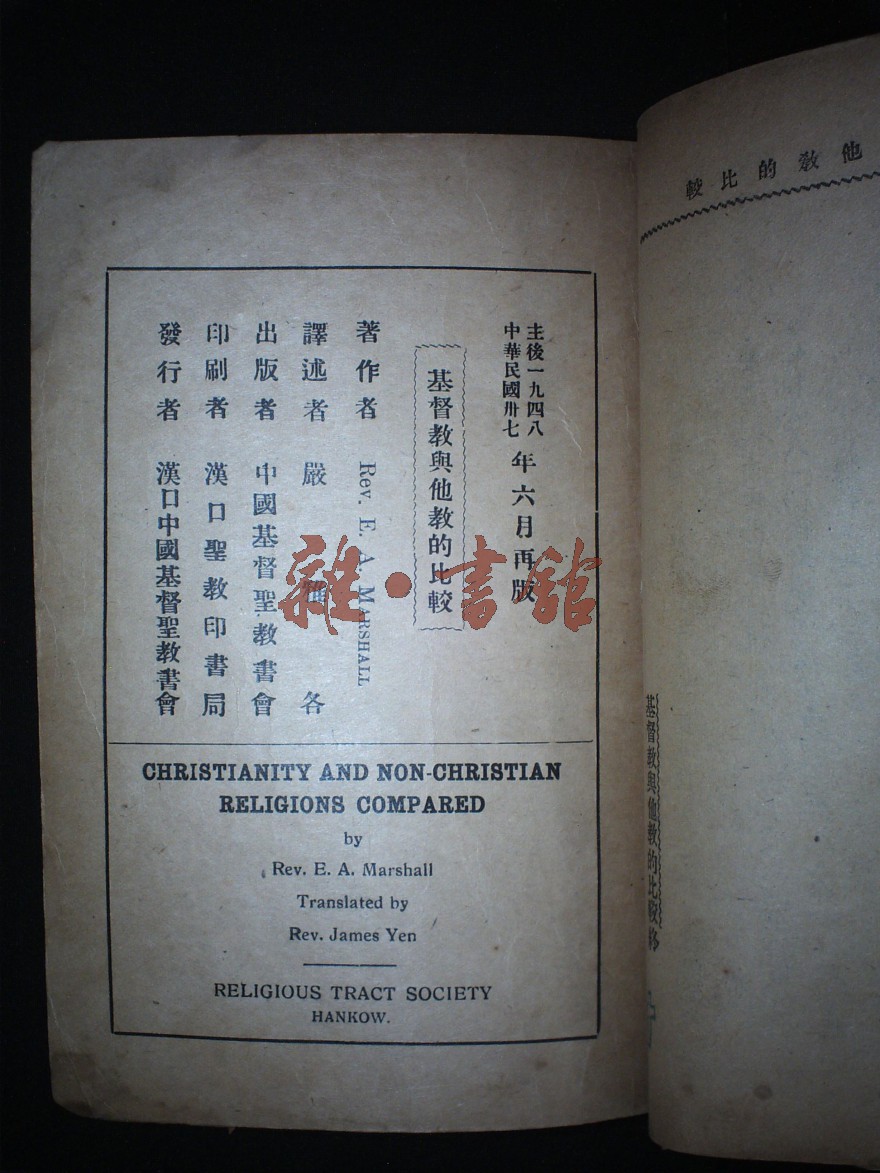 主後一九四八
中華民國卅七
年六月再版
基督教與他教的比較
著作者 Rev. E. A. MARSHALL
譯述者 嚴雅各
出版者 中國基督聖教書會
印刷者 漢口聖教印書局
發行者 漢口中國基督聖教書會
CHRISTIANITY AND NON-CHRISTIAN
RELIGIONS COMPARED
by
Rev. E. A. Marshall
Translated by
Rev. James Yen
RELIGIOUS TRACT SOCIETY
HANKOW.
雜·書館
他教的比較
基督教與他教的比較終